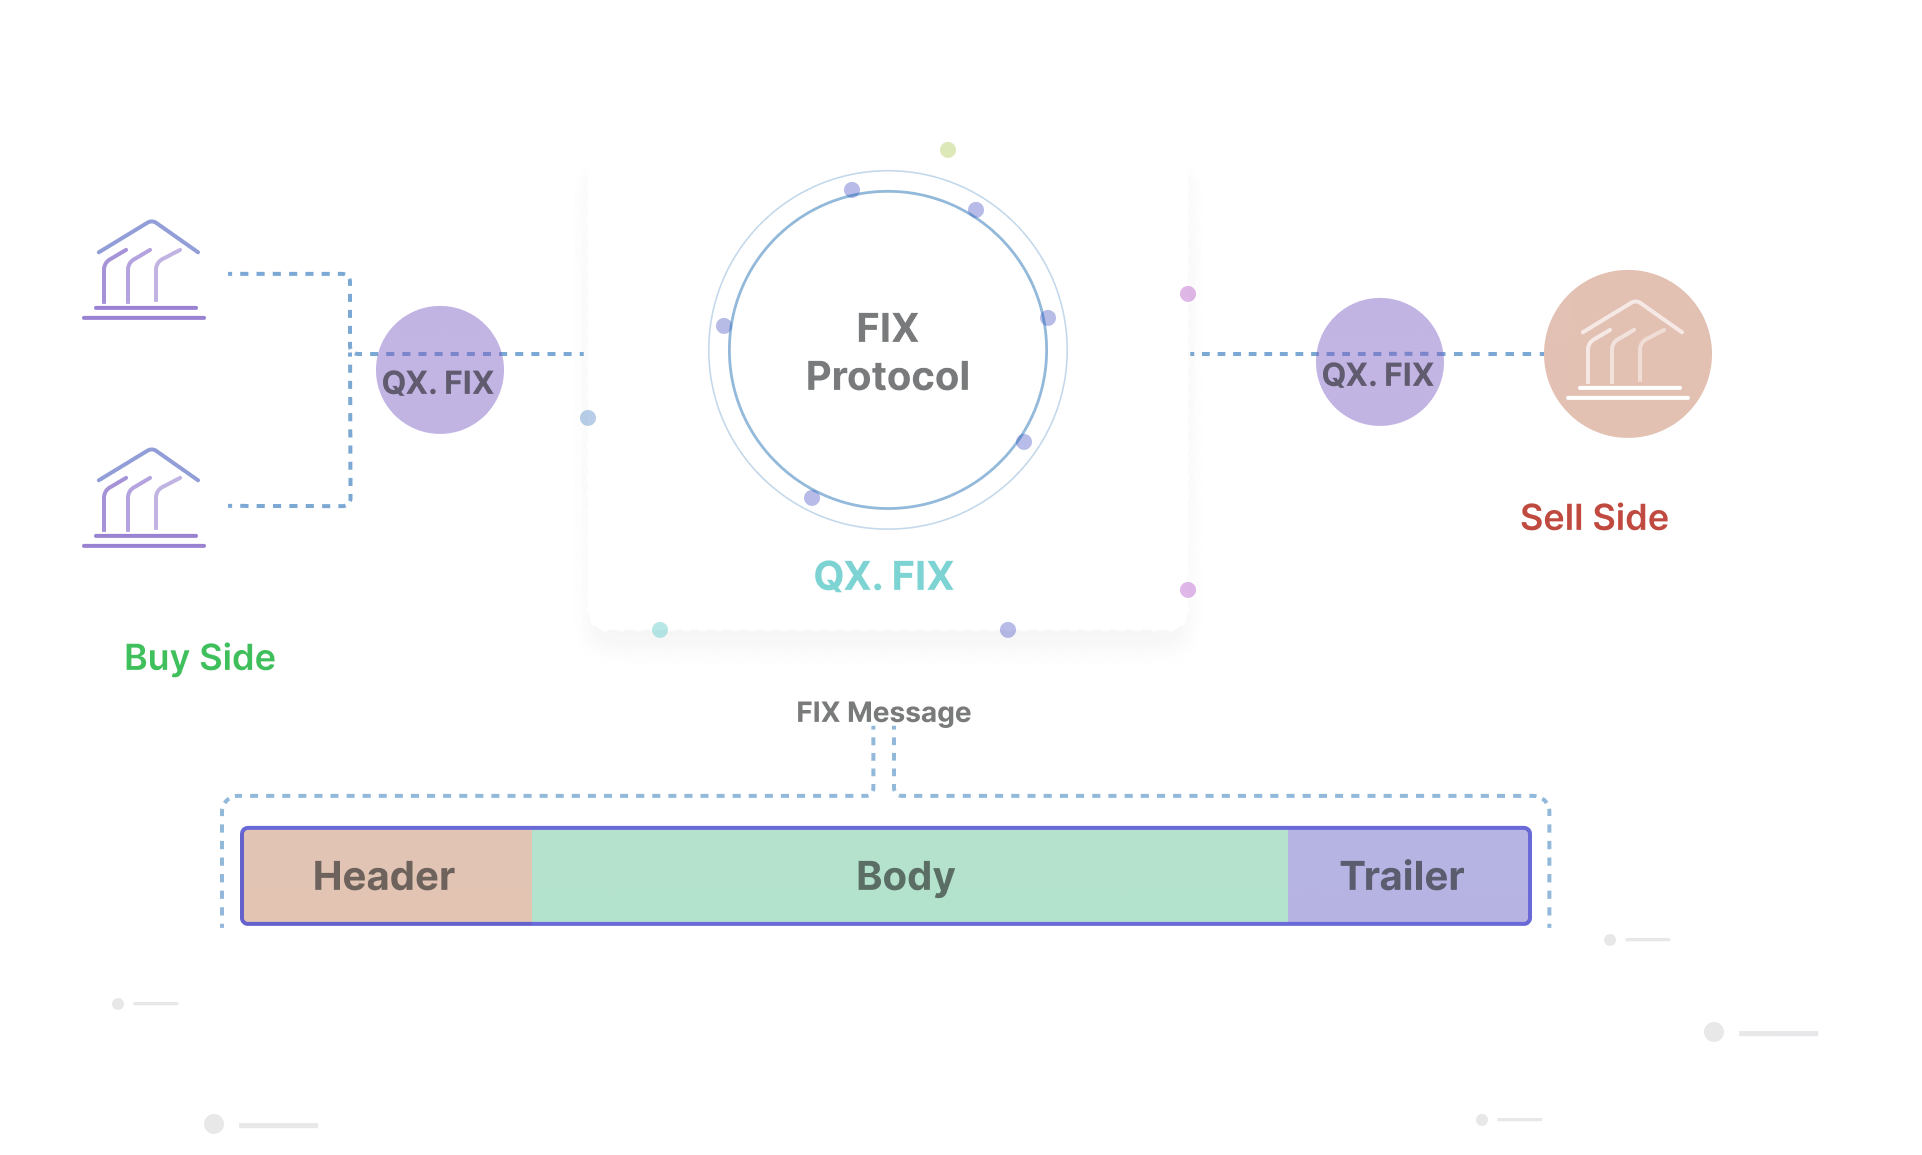 FIX
Protocol
QX. FIX
QX. FIX
QX. FIX
Sell Side
Buy Side
FIX Message
Header
Body
Trailer